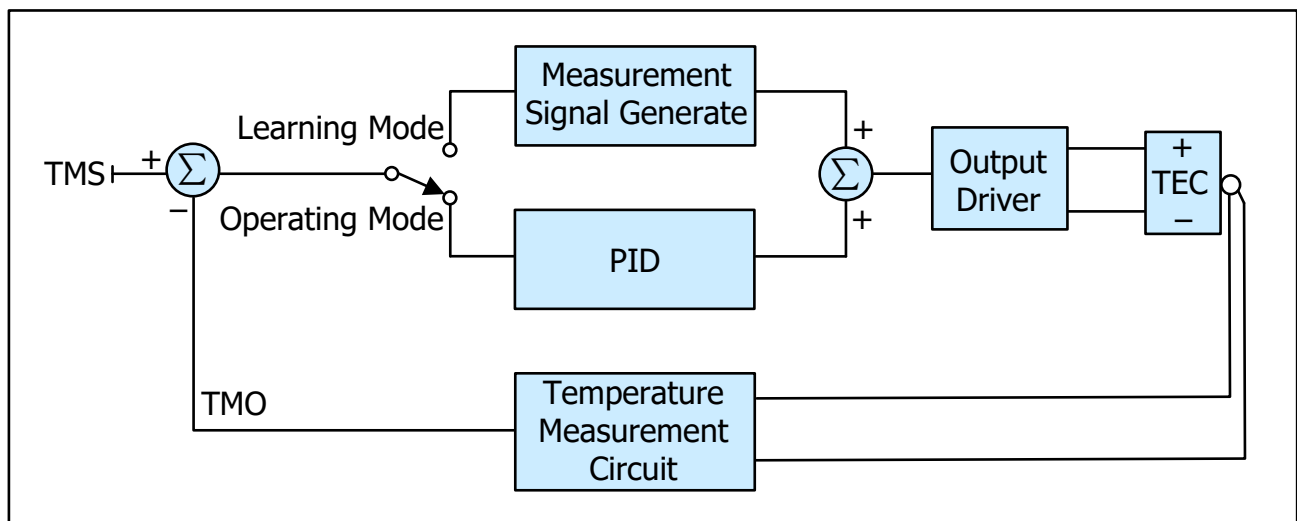 Measurement
Signal Generate
Learning Mode
TMS
+
Σ
−
Operating Mode
PID
+
Σ
+
Output
Driver
+
TEC
−
TMO
Temperature
Measurement
Circuit